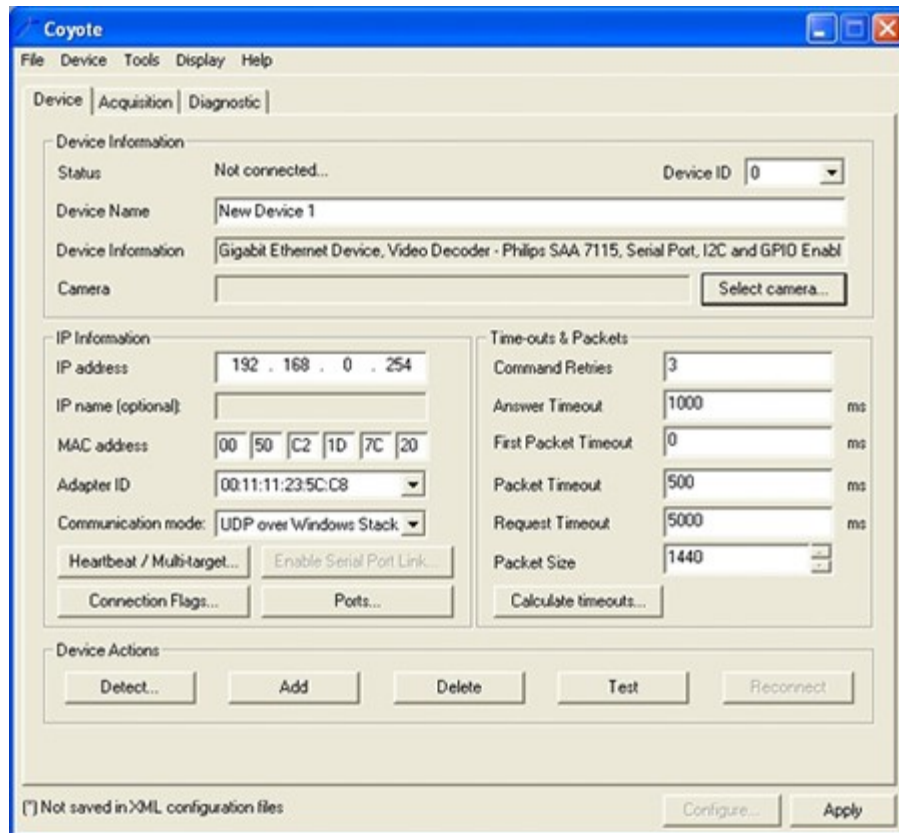 Coyote
File Device Tools Display Help
Device Acquisition Diagnostic
Device Information
Status Not connected... Device ID 0
Device Name New Device 1
Device Information Gigabit Ethernet Device, Video Decoder - Philips SAA 7115, Serial Port, I2C and GPIO Enabl
Camera Select camera...
IP Information
IP address 192 . 168 . 0 . 254
IP name (optional):
MAC address 00 50 C2 1D 7C 20
Adapter ID 00:11:11:23:5C:C8
Communication mode: UDP over Windows Stack
Heartbeat / Multi-target... Enable Serial Port Link...
Connection Flags... Ports...
Time-outs & Packets
Command Retries 3
Answer Timeout 1000 ms
First Packet Timeout 0 ms
Packet Timeout 500 ms
Request Timeout 5000 ms
Packet Size 1440
Calculate timeouts...
Device Actions
Detect... Add Delete Test Reconnect
(*) Not saved in XML configuration files Configure... Apply